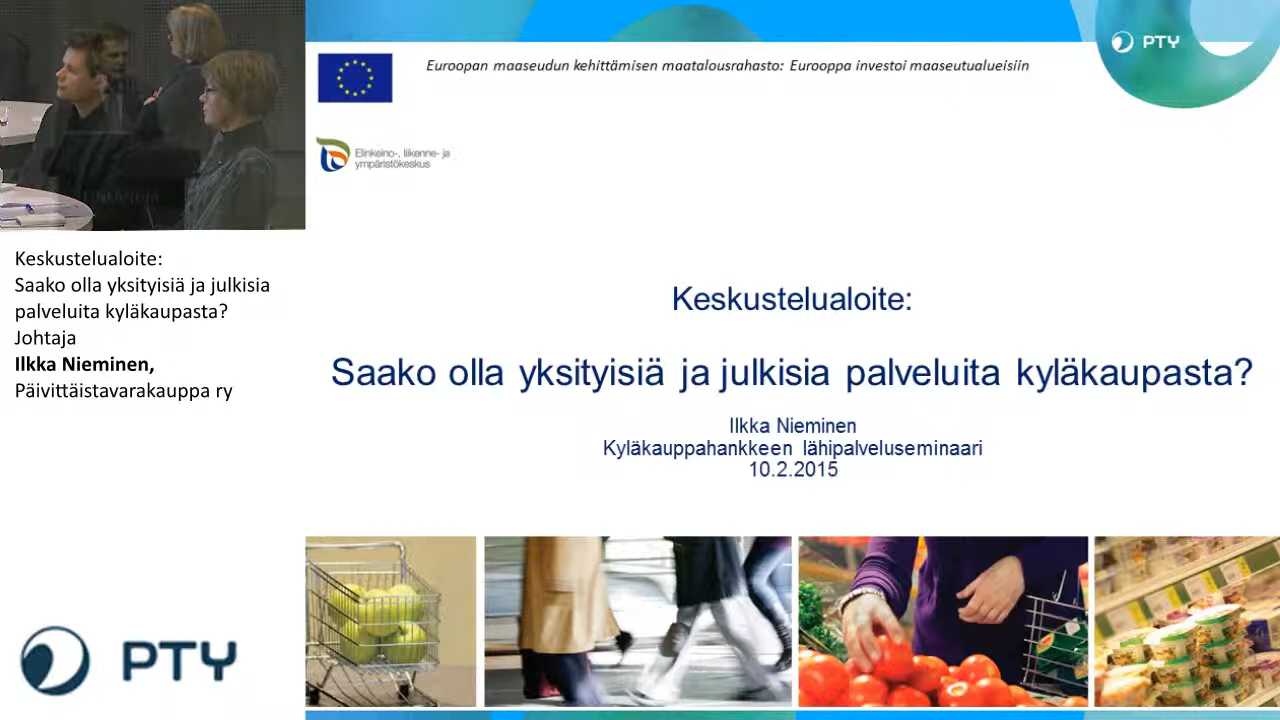 PTY
Euroopan maaseudun kehittämisen maatalousrahasto: Eurooppa investoi maaseutualueisiin
Elinkeino-, liikenne- ja
ympäristökeskus
Keskustelualoite:
Saako olla yksityisiä ja julkisia
palveluita kyläkaupasta?
Johtaja
Ilkka Nieminen,
Päivittäistavarakauppa ry
Keskustelualoite:
Saako olla yksityisiä ja julkisia palveluita kyläkaupasta?
Ilkka Nieminen
Kyläkauppahankkeen lähipalveluseminaari
10.2.2015
PTY